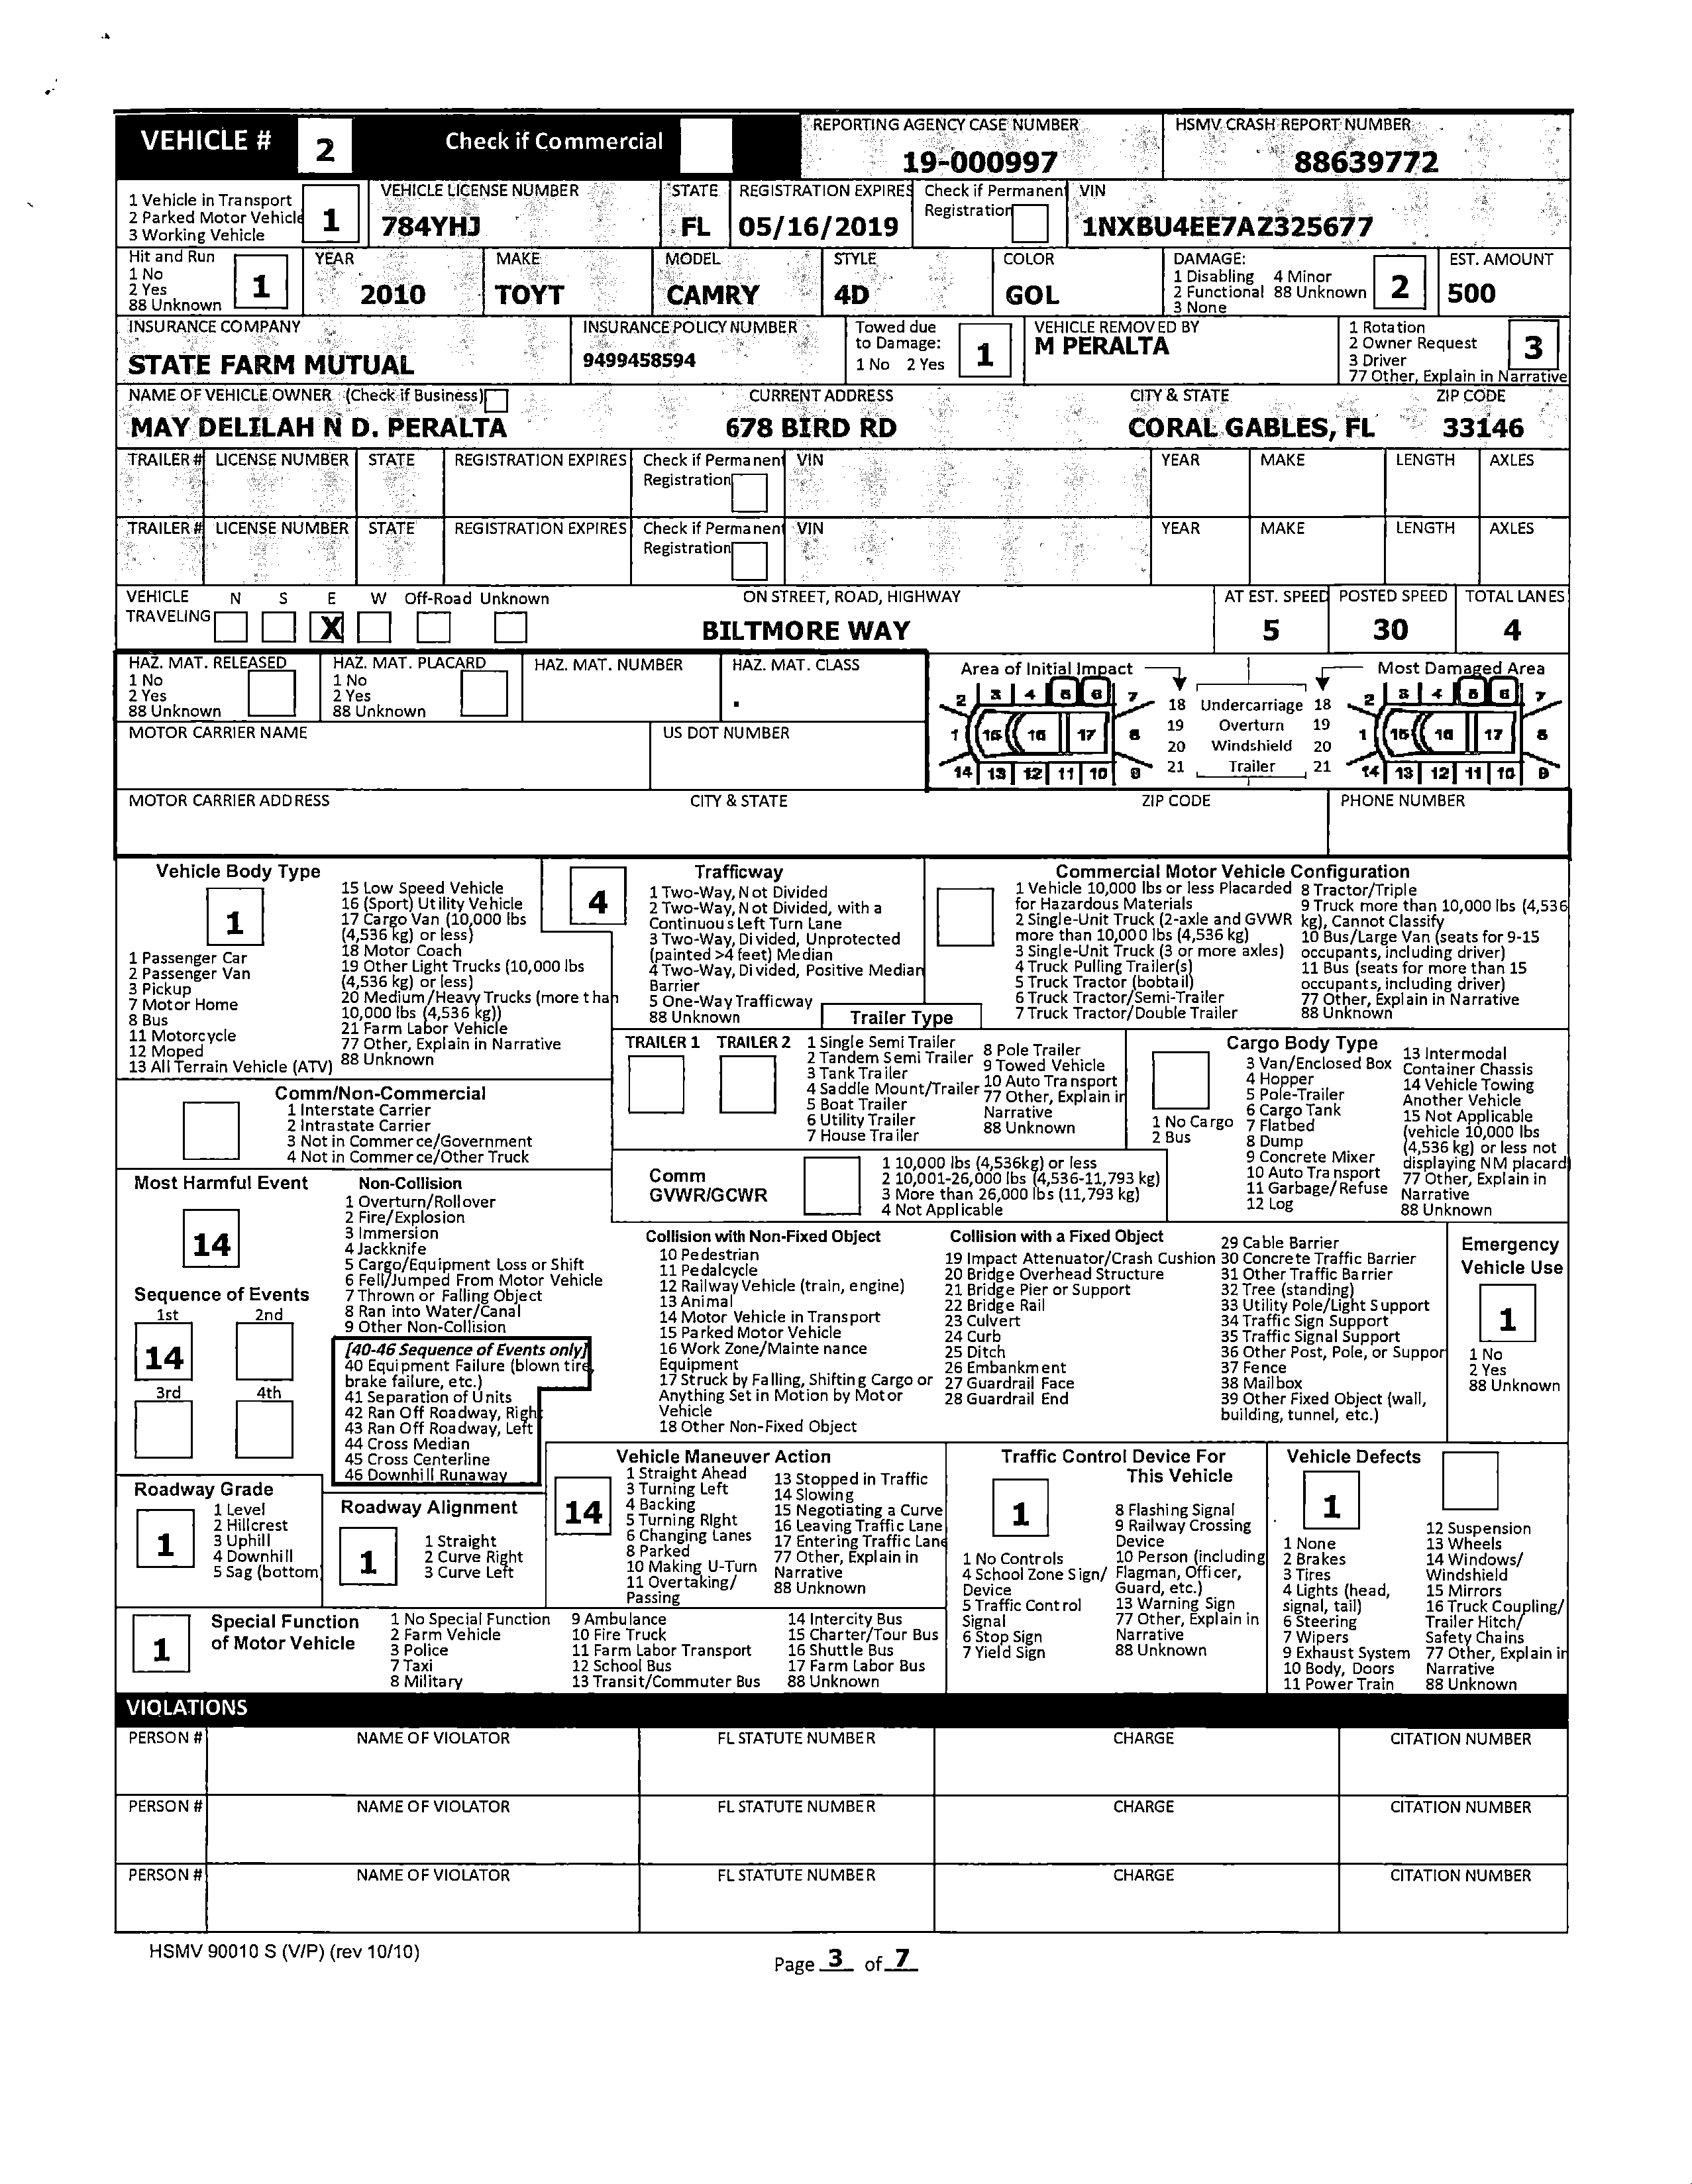 VEHICLE # 2 Check if Commercial REPORTING AGENCY CASE NUMBER 19-000997 HSMV CRASH REPORT NUMBER 88639772
1 Vehicle in Transport
2 Parked Motor Vehicle
3 Working Vehicle
1
VEHICLE LICENSE NUMBER 784YHJ
STATE FL
REGISTRATION EXPIRES 05/16/2019
Check if Permanent
Registration
VIN 1NXBU4EE7AZ325677
Hit and Run
1 No
2 Yes
88 Unknown
1
YEAR 2010
MAKE TOYT
MODEL CAMRY
STYLE 4D
COLOR GOL
DAMAGE:
1 Disabling 4 Minor
2 Functional 88 Unknown
3 None
2
EST. AMOUNT 500
INSURANCE COMPANY
STATE FARM MUTUAL
INSURANCE POLICY NUMBER
9499458594
Towed due
to Damage:
1 No 2 Yes
1
VEHICLE REMOVED BY
M PERALTA
1 Rotation
2 Owner Request
3 Driver
77 Other, Explain in Narrative
3
NAME OF VEHICLE OWNER (Check if Business) CURRENT ADDRESS CITY & STATE ZIP CODE
MAY DELILAH N D. PERALTA 678 BIRD RD CORAL GABLES, FL 33146
TRAILER # LICENSE NUMBER STATE REGISTRATION EXPIRES Check if Permanent VIN YEAR MAKE LENGTH AXLES
Registration
TRAILER # LICENSE NUMBER STATE REGISTRATION EXPIRES Check if Permanent VIN YEAR MAKE LENGTH AXLES
Registration
VEHICLE N S E W Off-Road Unknown ON STREET, ROAD, HIGHWAY AT EST. SPEED POSTED SPEED TOTAL LANES
TRAVELING X BILTMORE WAY 5 30 4
HAZ. MAT. RELEASED
1 No
2 Yes
88 Unknown
HAZ. MAT. PLACARD
1 No
2 Yes
88 Unknown
HAZ. MAT. NUMBER
HAZ. MAT. CLASS
.
MOTOR CARRIER NAME
US DOT NUMBER
Area of Initial Impact Most Damaged Area
2 3 4 5 6 7
1 15 16 17 8
14 13 12 11 10 9
18 Undercarriage 18
19 Overturn 19
20 Windshield 20
21 Trailer 21
2 3 4 5 6 7
1 15 16 17 8
14 13 12 11 10 9
MOTOR CARRIER ADDRESS CITY & STATE ZIP CODE PHONE NUMBER
Vehicle Body Type
1
1 Passenger Car
2 Passenger Van
3 Pickup
7 Motor Home
8 Bus
11 Motorcycle
12 Moped
13 All Terrain Vehicle (ATV)
15 Low Speed Vehicle
16 (Sport) Utility Vehicle
17 Cargo Van (10,000 lbs
(4,536 kg) or less)
18 Motor Coach
19 Other Light Trucks (10,000 lbs
(4,536 kg) or less)
20 Medium/Heavy Trucks (more than
10,000 lbs (4,536 kg))
21 Farm Labor Vehicle
77 Other, Explain in Narrative
88 Unknown
4
Trafficway
1 Two-Way, Not Divided
2 Two-Way, Not Divided, with a
Continuous Left Turn Lane
3 Two-Way, Divided, Unprotected
(painted >4 feet) Median
4 Two-Way, Divided, Positive Median
Barrier
5 One-Way Trafficway
88 Unknown
Commercial Motor Vehicle Configuration
1 Vehicle 10,000 lbs or less Placarded
for Hazardous Materials
2 Single-Unit Truck (2-axle and GVWR
more than 10,000 lbs (4,536 kg)
3 Single-Unit Truck (3 or more axles)
4 Truck Pulling Trailer(s)
5 Truck Tractor (bobtail)
6 Truck Tractor/Semi-Trailer
7 Truck Tractor/Double Trailer
8 Tractor/Triple
9 Truck more than 10,000 lbs (4,536
kg), Cannot Classify
10 Bus/Large Van (seats for 9-15
occupants, including driver)
11 Bus (seats for more than 15
occupants, including driver)
77 Other, Explain in Narrative
88 Unknown
Trailer Type
TRAILER 1 TRAILER 2
1 Single Semi Trailer
2 Tandem Semi Trailer
3 Tank Trailer
4 Saddle Mount/Trailer
5 Boat Trailer
6 Utility Trailer
7 House Trailer
8 Pole Trailer
9 Towed Vehicle
10 Auto Transport
77 Other, Explain in
Narrative
88 Unknown
Cargo Body Type
1 No Cargo
2 Bus
3 Van/Enclosed Box
4 Hopper
5 Pole-Trailer
6 Cargo Tank
7 Flatbed
8 Dump
9 Concrete Mixer
10 Auto Transport
11 Garbage/Refuse
12 Log
13 Intermodal
Container Chassis
14 Vehicle Towing
Another Vehicle
15 Not Applicable
(vehicle 10,000 lbs
(4,536 kg) or less not
displaying NM placard)
77 Other, Explain in
Narrative
88 Unknown
Comm/Non-Commercial
1 Interstate Carrier
2 Intrastate Carrier
3 Not in Commerce/Government
4 Not in Commerce/Other Truck
Comm
GVWR/GCWR
1 10,000 lbs (4,536kg) or less
2 10,001-26,000 lbs (4,536-11,793 kg)
3 More than 26,000 lbs (11,793 kg)
4 Not Applicable
Most Harmful Event
14
Sequence of Events
1st 2nd
14
3rd 4th
Non-Collision
1 Overturn/Rollover
2 Fire/Explosion
3 Immersion
4 Jackknife
5 Cargo/Equipment Loss or Shift
6 Fell/Jumped From Motor Vehicle
7 Thrown or Falling Object
8 Ran into Water/Canal
9 Other Non-Collision
[40-46 Sequence of Events only]
40 Equipment Failure (blown tire,
brake failure, etc.)
41 Separation of Units
42 Ran Off Roadway, Right
43 Ran Off Roadway, Left
44 Cross Median
45 Cross Centerline
46 Downhill Runaway
Collision with Non-Fixed Object
10 Pedestrian
11 Pedalcycle
12 Railway Vehicle (train, engine)
13 Animal
14 Motor Vehicle in Transport
15 Parked Motor Vehicle
16 Work Zone/Maintenance
Equipment
17 Struck by Falling, Shifting Cargo or
Anything Set in Motion by Motor
Vehicle
18 Other Non-Fixed Object
Collision with a Fixed Object
19 Impact Attenuator/Crash Cushion
20 Bridge Overhead Structure
21 Bridge Pier or Support
22 Bridge Rail
23 Culvert
24 Curb
25 Ditch
26 Embankment
27 Guardrail Face
28 Guardrail End
29 Cable Barrier
30 Concrete Traffic Barrier
31 Other Traffic Barrier
32 Tree (standing)
33 Utility Pole/Light Support
34 Traffic Sign Support
35 Traffic Signal Support
36 Other Post, Pole, or Suppor
37 Fence
38 Mailbox
39 Other Fixed Object (wall,
building, tunnel, etc.)
Emergency
Vehicle Use
1
1 No
2 Yes
88 Unknown
Roadway Grade
1
1 Level
2 Hillcrest
3 Uphill
4 Downhill
5 Sag (bottom)
Roadway Alignment
1
1 Straight
2 Curve Right
3 Curve Left
Vehicle Maneuver Action
14
1 Straight Ahead
3 Turning Left
4 Backing
5 Turning Right
6 Changing Lanes
8 Parked
10 Making U-Turn
11 Overtaking/
Passing
13 Stopped in Traffic
14 Slowing
15 Negotiating a Curve
16 Leaving Traffic Lane
17 Entering Traffic Lane
77 Other, Explain in
Narrative
88 Unknown
Traffic Control Device For
This Vehicle
1
1 No Controls
4 School Zone Sign/
Device
5 Traffic Control
Signal
6 Stop Sign
7 Yield Sign
8 Flashing Signal
9 Railway Crossing
Device
10 Person (including
Flagman, Officer,
Guard, etc.)
13 Warning Sign
77 Other, Explain in
Narrative
88 Unknown
Vehicle Defects
1
1 None
2 Brakes
3 Tires
4 Lights (head,
signal, tail)
6 Steering
7 Wipers
9 Exhaust System
10 Body, Doors
11 Power Train
12 Suspension
13 Wheels
14 Windows/
Windshield
15 Mirrors
16 Truck Coupling/
Trailer Hitch/
Safety Chains
77 Other, Explain in
Narrative
88 Unknown
1
Special Function
of Motor Vehicle
1 No Special Function
2 Farm Vehicle
3 Police
7 Taxi
8 Military
9 Ambulance
10 Fire Truck
11 Farm Labor Transport
12 School Bus
13 Transit/Commuter Bus
14 Intercity Bus
15 Charter/Tour Bus
16 Shuttle Bus
17 Farm Labor Bus
88 Unknown
VIOLATIONS
PERSON # NAME OF VIOLATOR FL STATUTE NUMBER CHARGE CITATION NUMBER
PERSON # NAME OF VIOLATOR FL STATUTE NUMBER CHARGE CITATION NUMBER
PERSON # NAME OF VIOLATOR FL STATUTE NUMBER CHARGE CITATION NUMBER
HSMV 90010 S (V/P) (rev 10/10)
Page 3 of 7